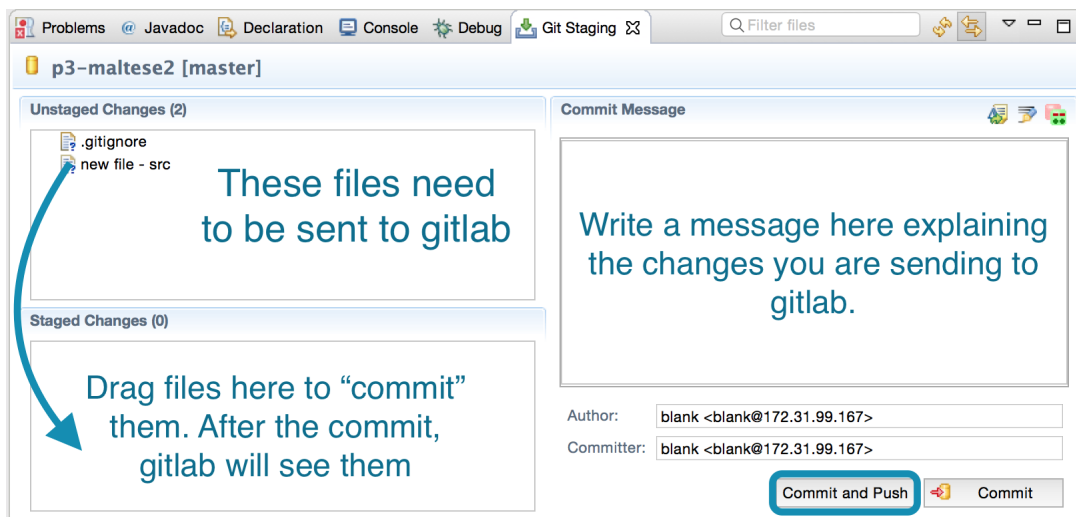 Problems @ Javadoc Declaration Console Debug Git Staging Filter files
p3-maltese2 [master]
Unstaged Changes (2)
.gitignore
new file - src
These files need
to be sent to gitlab
Staged Changes (0)
Drag files here to “commit”
them. After the commit,
gitlab will see them
Commit Message
Write a message here explaining
the changes you are sending to
gitlab.
Author: blank <blank@172.31.99.167>
Committer: blank <blank@172.31.99.167>
Commit and Push Commit